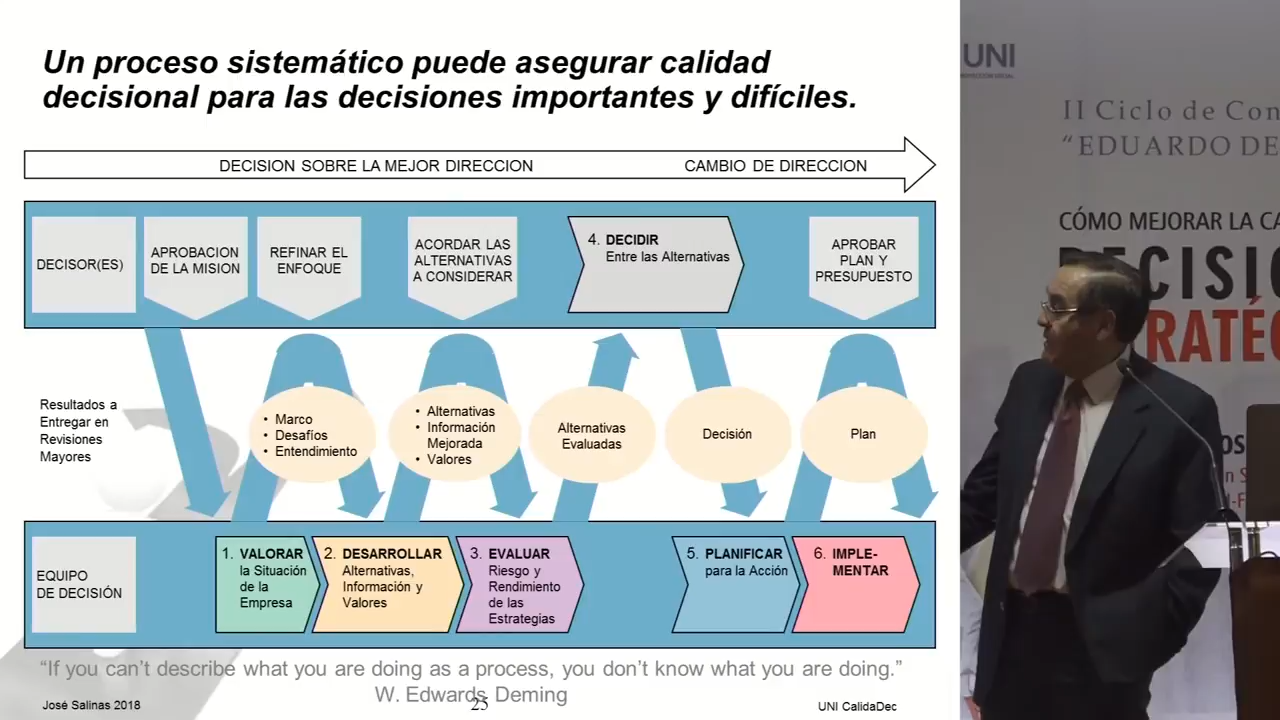 Un proceso sistemático puede asegurar calidad
decisional para las decisiones importantes y difíciles.
DECISION SOBRE LA MEJOR DIRECCION
CAMBIO DE DIRECCION
DECISOR(ES)
APROBACION
DE LA MISION
REFINAR EL
ENFOQUE
ACORDAR LAS
ALTERNATIVAS
A CONSIDERAR
4. DECIDIR
Entre las Alternativas
APROBAR
PLAN Y
PRESUPUESTO
Resultados a
Entregar en
Revisiones
Mayores
• Marco
• Desafíos
• Entendimiento
• Alternativas
• Información
Mejorada
• Valores
Alternativas
Evaluadas
Decisión
Plan
EQUIPO
DE DECISIÓN
1. VALORAR
la Situación
de la
Empresa
2. DESARROLLAR
Alternativas,
Información y
Valores
3. EVALUAR
Riesgo y
Rendimiento
de las
Estrategias
5. PLANIFICAR
para la Acción
6. IMPLE-
MENTAR
“If you can’t describe what you are doing as a process, you don’t know what you are doing.”
W. Edwards Deming
José Salinas 2018
25
UNI CalidaDec
UNI
II Ciclo de Con
“EDUARDO DE
CÓMO MEJORAR LA CA
DECISIO
RATÉG
OS